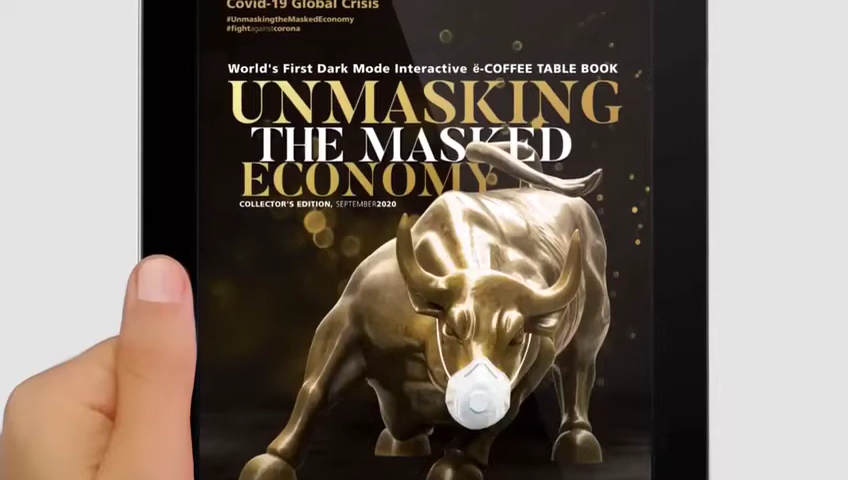 Covid-19 Global Crisis
#UnmaskingtheMaskedEconomy
#fightagainstcorona
World's First Dark Mode Interactive ë-COFFEE TABLE BOOK
UNMASKING
THE MASKED
ECONOMY
COLLECTOR'S EDITION, SEPTEMBER2020